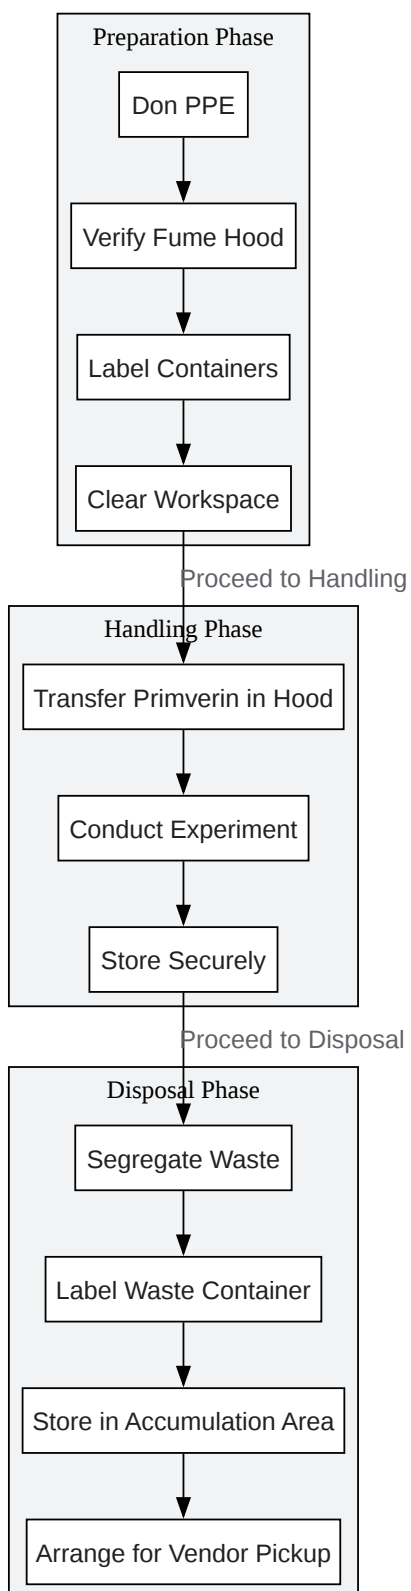 Preparation Phase
Don PPE
Verify Fume Hood
Label Containers
Clear Workspace
Proceed to Handling
Handling Phase
Transfer Primverin in Hood
Conduct Experiment
Store Securely
Proceed to Disposal
Disposal Phase
Segregate Waste
Label Waste Container
Store in Accumulation Area
Arrange for Vendor Pickup